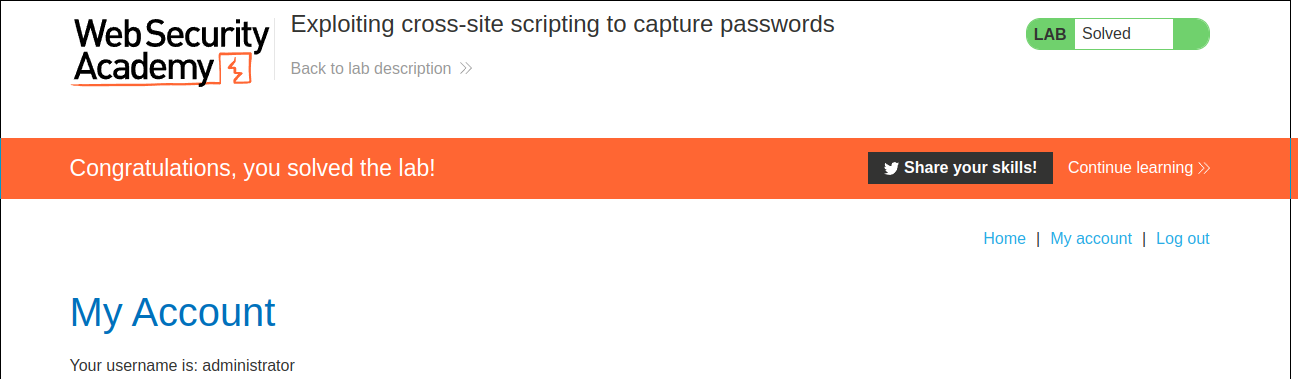 Web Security
Academy
Exploiting cross-site scripting to capture passwords
Back to lab description
LAB Solved
Congratulations, you solved the lab!
Share your skills! Continue learning
Home | My account | Log out
My Account
Your username is: administrator